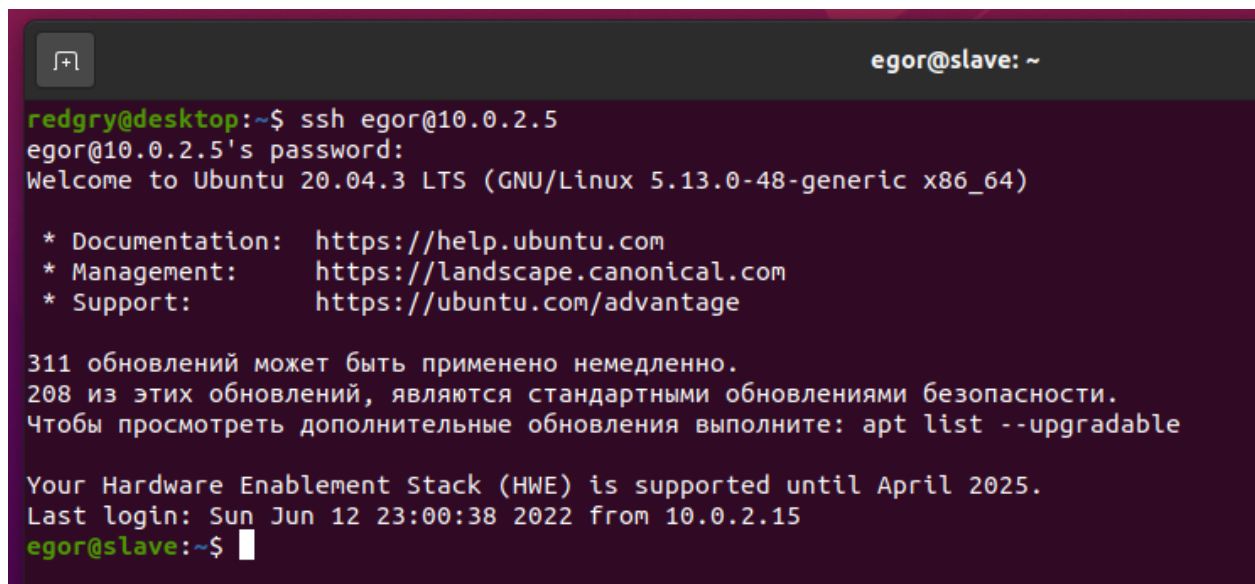 egor@slave: ~
redgry@desktop:~$ ssh egor@10.0.2.5
egor@10.0.2.5's password:
Welcome to Ubuntu 20.04.3 LTS (GNU/Linux 5.13.0-48-generic x86_64)
* Documentation: https://help.ubuntu.com
* Management: https://landscape.canonical.com
* Support: https://ubuntu.com/advantage
311 обновлений может быть применено немедленно.
208 из этих обновлений, являются стандартными обновлениями безопасности.
Чтобы просмотреть дополнительные обновления выполните: apt list --upgradable
Your Hardware Enablement Stack (HWE) is supported until April 2025.
Last login: Sun Jun 12 23:00:38 2022 from 10.0.2.15
egor@slave:~$